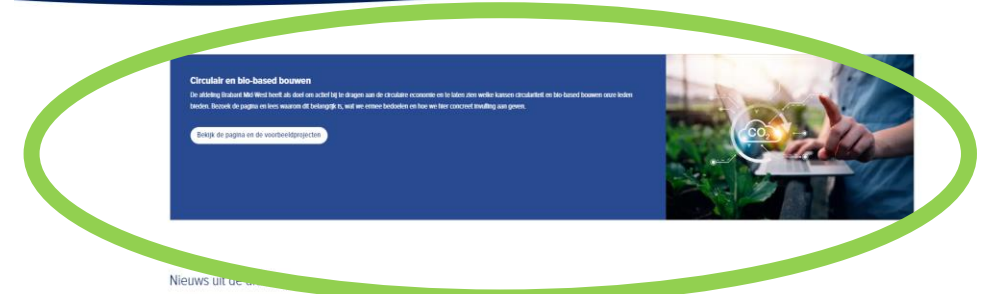 Circulair en bio-based bouwen
De afdeling Brabant Mid-West heeft als doel om actief bij te dragen aan de circulaire economie en te laten zien welke kansen circulariteit en bio-based bouwen onze leden
bieden. Bezoek de pagina en lees waarom dit belangrijk is, wat we ermee bedoelen en hoe we hier concreet invulling aan geven.
Bekijk de pagina en de voorbeeldprojecten
CO2
Nieuws uit de